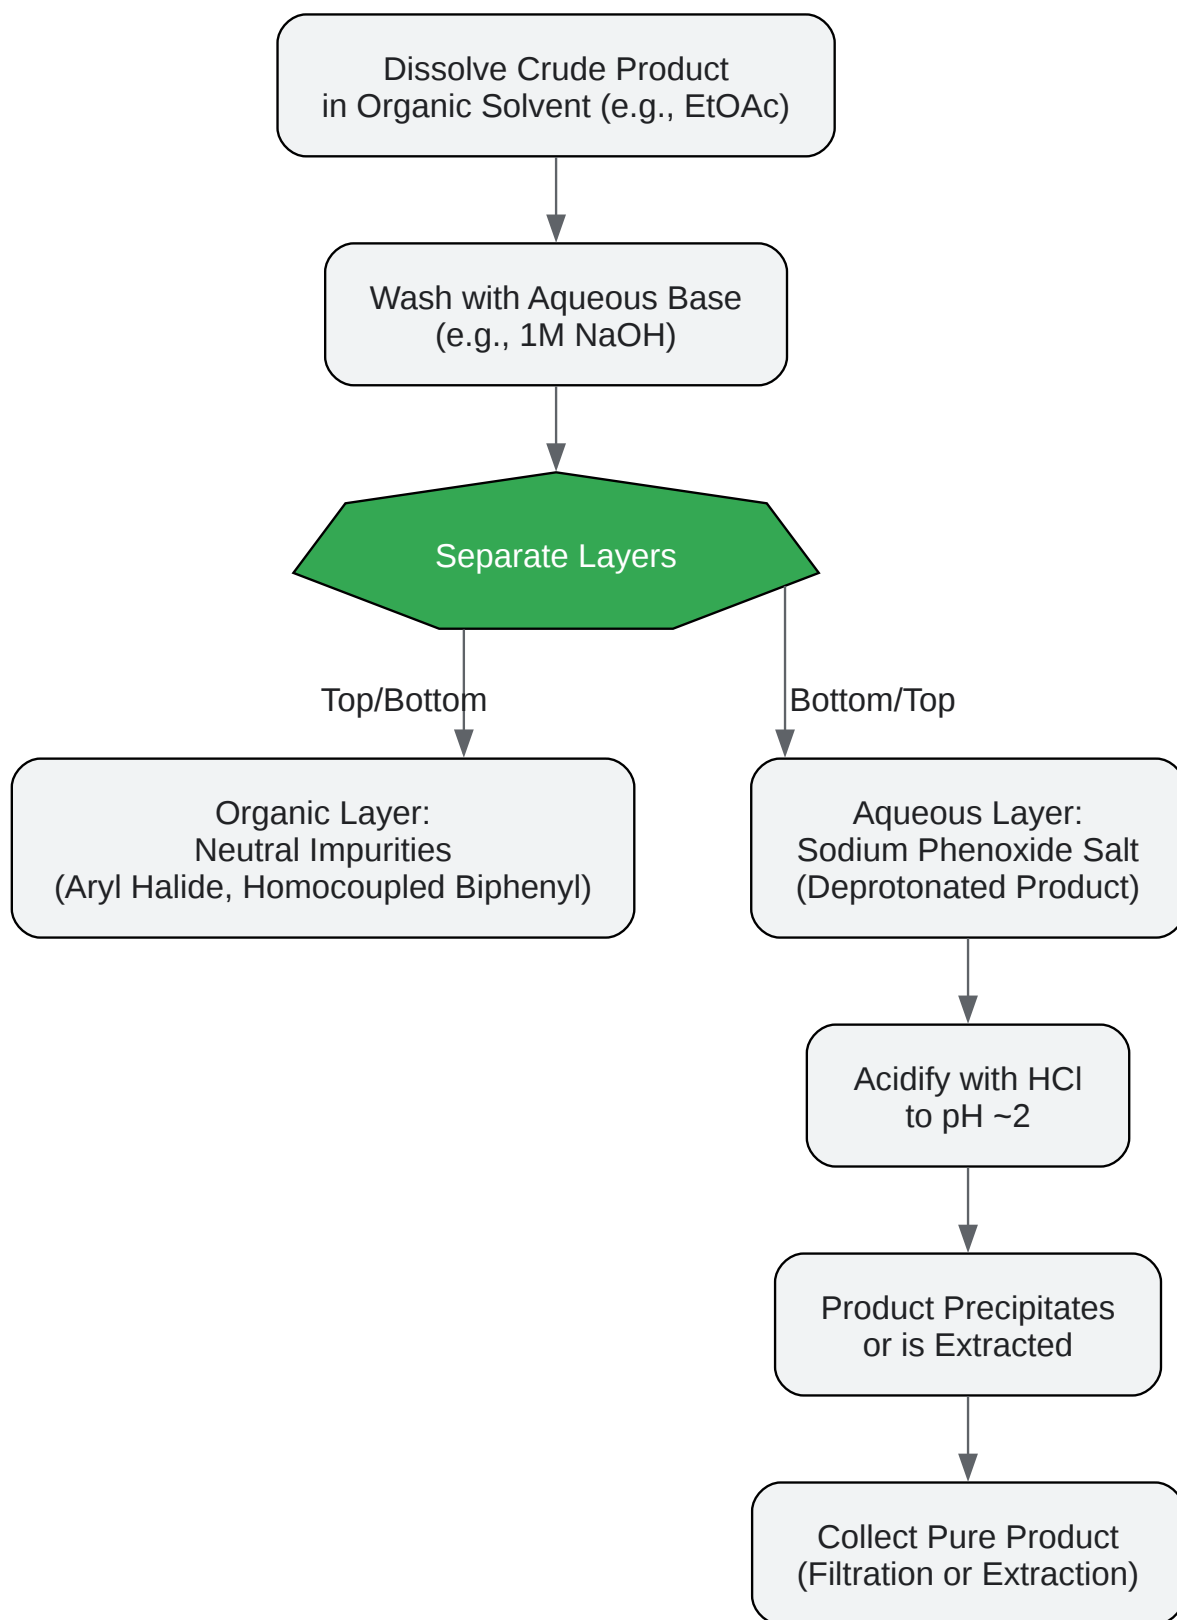 Dissolve Crude Product
in Organic Solvent (e.g., EtOAc)
Wash with Aqueous Base
(e.g., 1M NaOH)
Separate Layers
Top/Bottom
Bottom/Top
Organic Layer:
Neutral Impurities
(Aryl Halide, Homocoupled Biphenyl)
Aqueous Layer:
Sodium Phenoxide Salt
(Deprotonated Product)
Acidify with HCl
to pH ~2
Product Precipitates
or is Extracted
Collect Pure Product
(Filtration or Extraction)